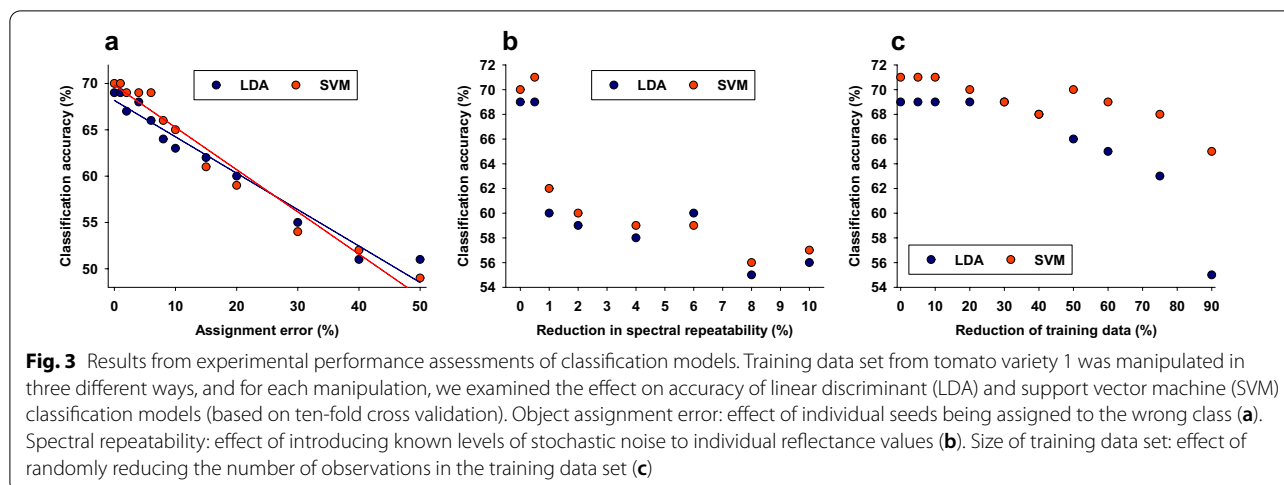 a
LDA SVM
Classification accuracy (%)
70
65
60
55
50
0 10 20 30 40 50
Assignment error (%)
b
LDA SVM
Classification accuracy (%)
72
70
68
66
64
62
60
58
56
54
0 1 2 3 4 5 6 7 8 9 10
Reduction in spectral repeatability (%)
c
Classification accuracy (%)
72
70
68
66
64
62
60
58
56
54
LDA SVM
0 10 20 30 40 50 60 70 80 90
Reduction of training data (%)
Fig. 3 Results from experimental performance assessments of classification models. Training data set from tomato variety 1 was manipulated in
three different ways, and for each manipulation, we examined the effect on accuracy of linear discriminant (LDA) and support vector machine (SVM)
classification models (based on ten-fold cross validation). Object assignment error: effect of individual seeds being assigned to the wrong class (a).
Spectral repeatability: effect of introducing known levels of stochastic noise to individual reflectance values (b). Size of training data set: effect of
randomly reducing the number of observations in the training data set (c)